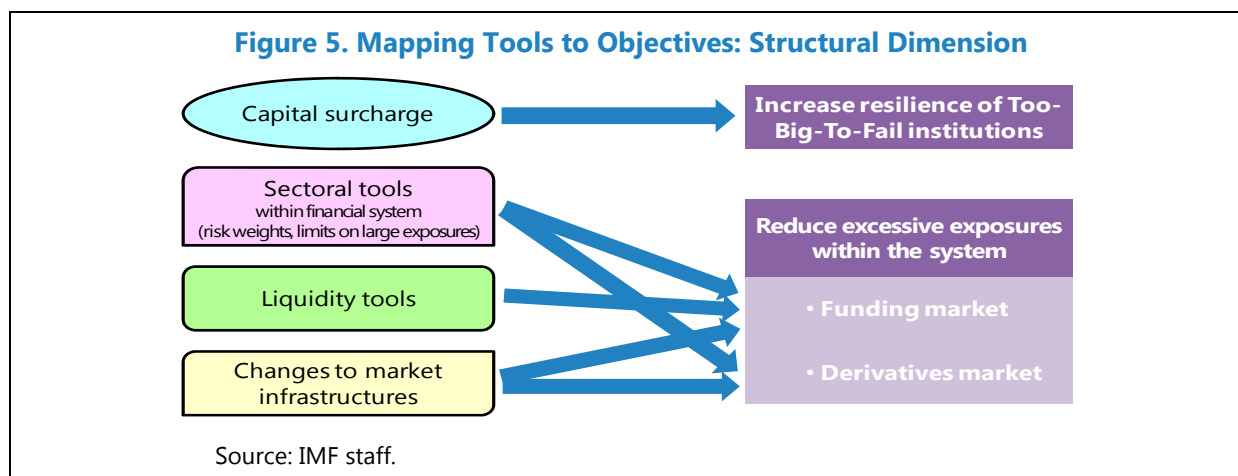 Figure 5. Mapping Tools to Objectives: Structural Dimension
Capital surcharge
Increase resilience of Too-
Big-To-Fail institutions
Sectoral tools
within financial system
(risk weights, limits on large exposures)
Reduce excessive exposures
within the system
Liquidity tools
• Funding market
Changes to market
infrastructures
• Derivatives market
Source: IMF staff.